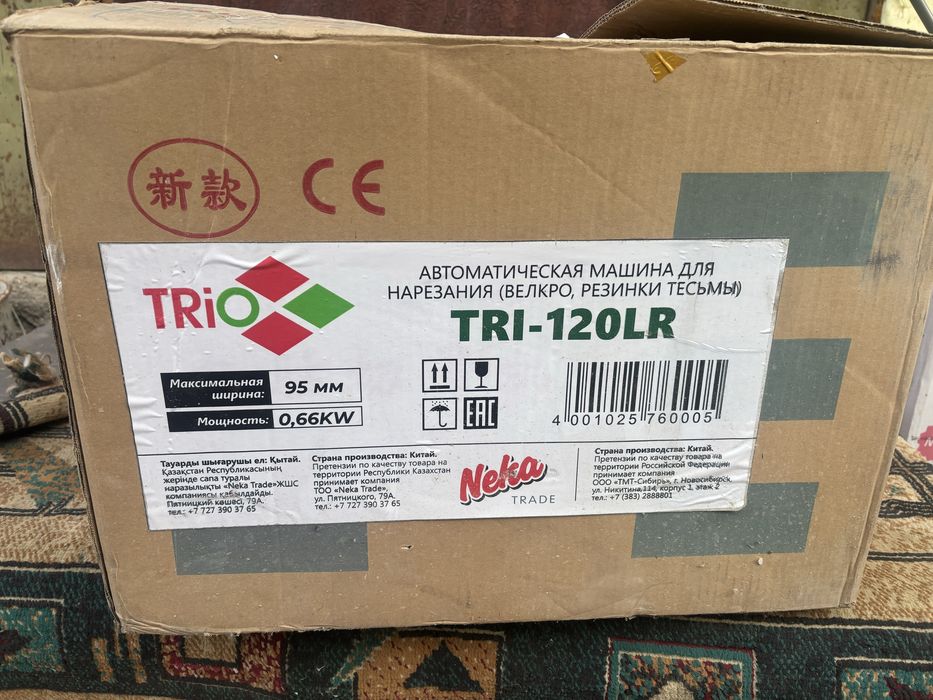 新款
CE
TRiO
АВТОМАТИЧЕСКАЯ МАШИНА ДЛЯ
НАРЕЗАНИЯ (ВЕЛКРО, РЕЗИНКИ ТЕСЬМЫ)
TRI-120LR
Максимальная
ширина:
95 мм
Мощность:
0,66KW
EAC
4 001025 760005
Тауарды шығарушы ел: Қытай.
Қазақстан Республикасының
жерінде сапа туралы
наразылықты «Neka Trade»ЖШС
компаниясы қабылдайды.
Пятницкий көшесі, 79А.
тел.: +7 727 390 37 65
Страна производства: Китай.
Претензии по качеству товара на
территории Республики Казахстан
принимает компания
ТОО «Neka Trade»,
ул. Пятницкого, 79А.
тел.: +7 727 390 37 65
Neka
TRADE
Страна производства: Китай.
Претензии по качеству товара на
территории Российской Федерации
принимает компания
ООО «ТМТ-Сибирь», г. Новосибирск,
ул. Никитина 114, корпус 1, этаж 2
тел.: +7 (383) 2888801